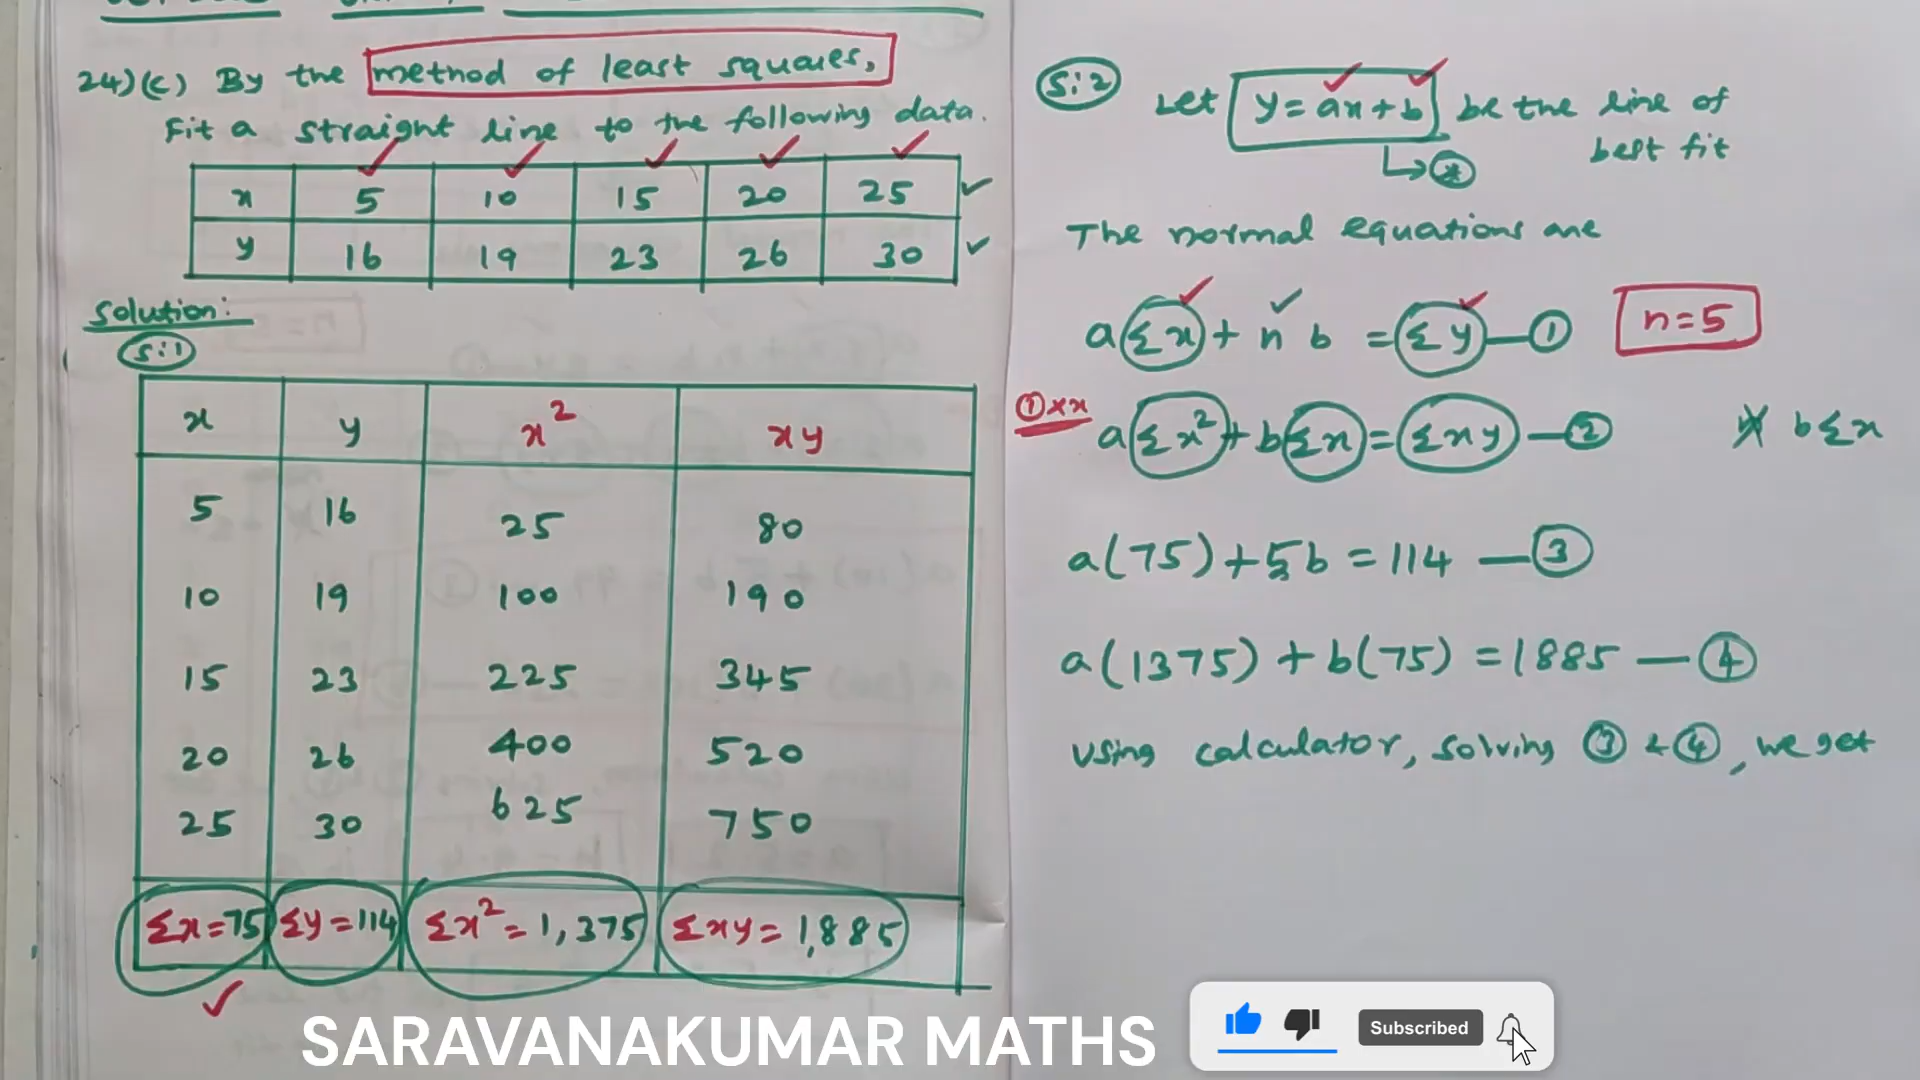 24)(c) By the method of least squares,
Fit a straight line to the following data.
x 5 10 15 20 25
y 16 19 23 26 30
Solution:
S:1
x y x² xy
5 16 25 80
10 19 100 190
15 23 225 345
20 26 400 520
25 30 625 750
Σx=75 Σy=114 Σx²=1,375 Σxy=1,885
S:2
Let y=ax+b be the line of
best fit
The normal equations are
aΣx + n b = Σy — ① n=5
①×x aΣx² + bΣx = Σxy — ② bΣx
a(75)+5b=114 — ③
a(1375)+b(75)=1885 — ④
Using calculator, solving ③ & ④, we get
SARAVANAKUMAR MATHS
Subscribed